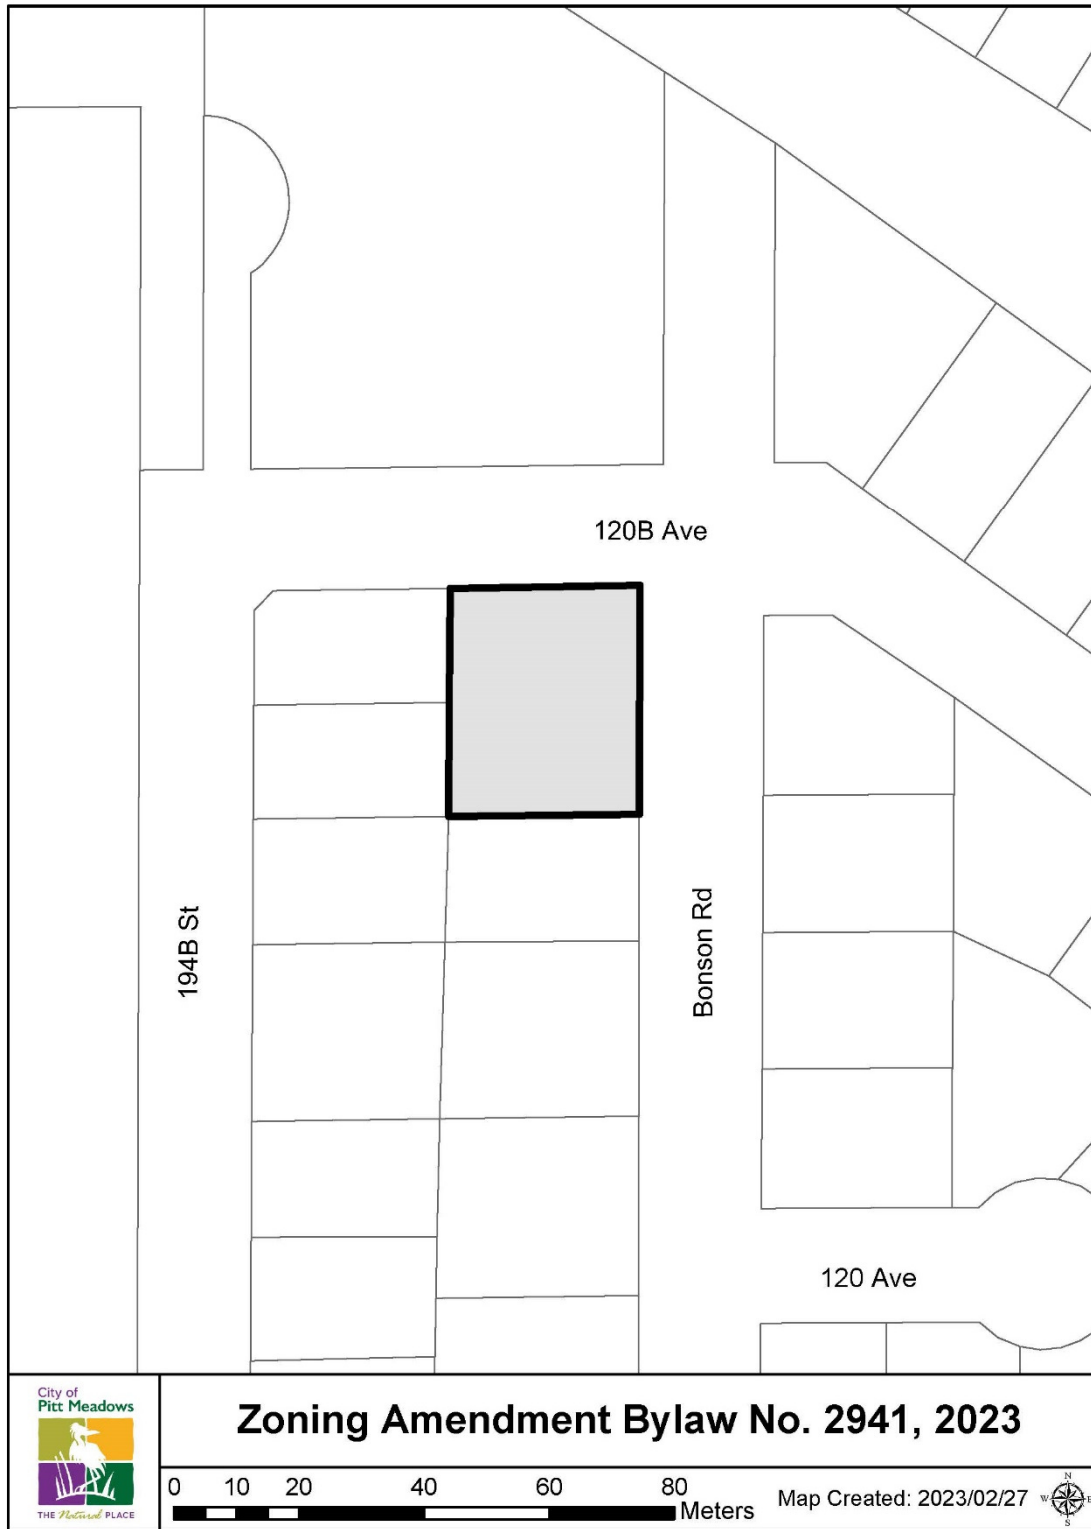 120B Ave
194B St
Bonson Rd
120 Ave
City of
Pitt Meadows
THE Natural PLACE
Zoning Amendment Bylaw No. 2941, 2023
0 10 20 40 60 80
Meters
Map Created: 2023/02/27
N
W E
S